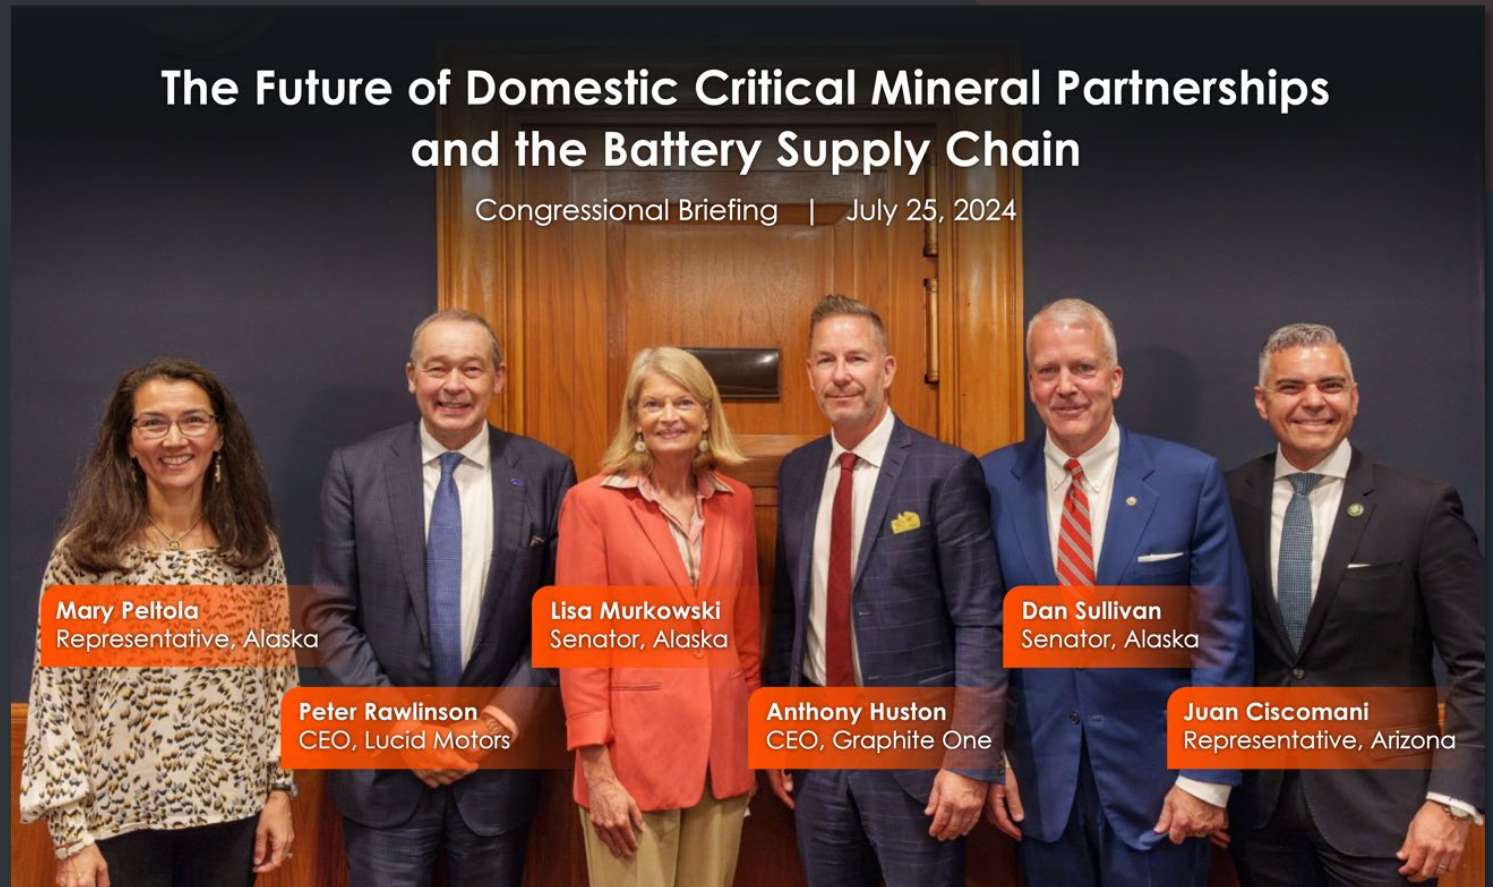 The Future of Domestic Critical Mineral Partnerships
and the Battery Supply Chain
Congressional Briefing | July 25, 2024
Mary Peltola
Representative, Alaska
Peter Rawlinson
CEO, Lucid Motors
Lisa Murkowski
Senator, Alaska
Anthony Huston
CEO, Graphite One
Dan Sullivan
Senator, Alaska
Juan Ciscomani
Representative, Arizona